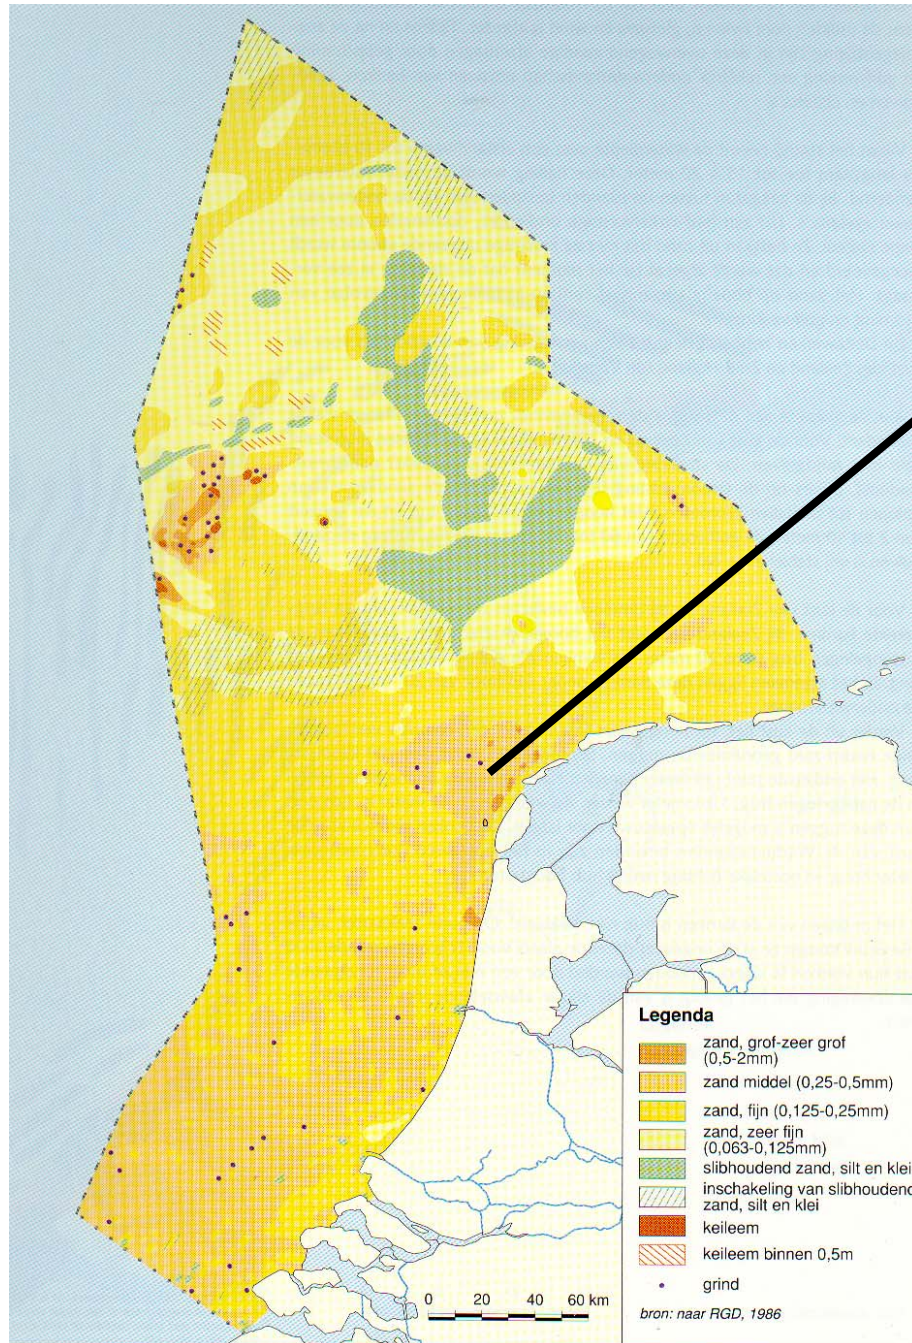 Legenda
zand, grof-zeer grof
(0,5-2mm)
zand middel (0,25-0,5mm)
zand, fijn (0,125-0,25mm)
zand, zeer fijn
(0,063-0,125mm)
slibhoudend zand, silt en klei
inschakeling van slibhoudend
zand, silt en klei
keileem
keileem binnen 0,5m
grind
0 20 40 60 km
bron: naar RGD, 1986